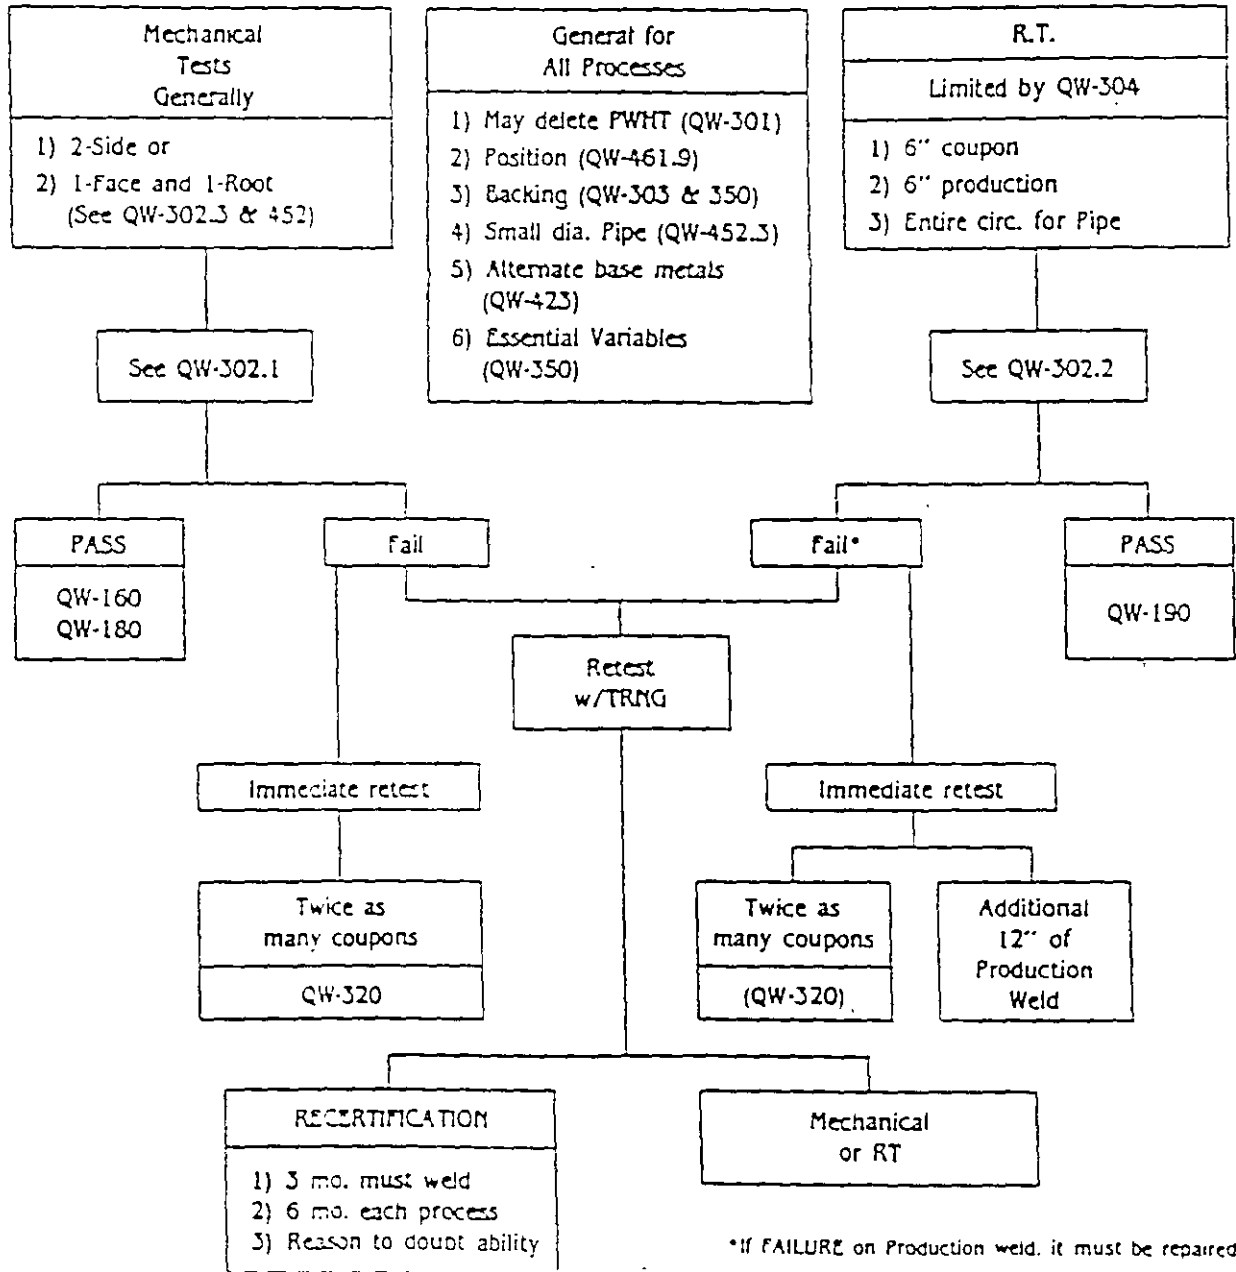 Mechanical
Tests
Generally
1) 2-Side or
2) 1-Face and 1-Root
(See QW-302.3 & 452)
General for
All Processes
1) May delete PWHT (QW-301)
2) Position (QW-461.9)
3) Backing (QW-303 & 350)
4) Small dia. Pipe (QW-452.3)
5) Alternate base metals
(QW-423)
6) Essential Variables
(QW-350)
R.T.
Limited by QW-304
1) 6" coupon
2) 6" production
3) Entire circ. for Pipe
See QW-302.1
See QW-302.2
PASS
QW-160
QW-180
Fail
Fail*
PASS
QW-190
Retest
w/TRNG
Immediate retest
Immediate retest
Twice as
many coupons
QW-320
Twice as
many coupons
(QW-320)
Additional
12" of
Production
Weld
RECERTIFICATION
1) 3 mo. must weld
2) 6 mo. each process
3) Reason to doubt ability
Mechanical
or RT
*If FAILURE on Production weld, it must be repaired